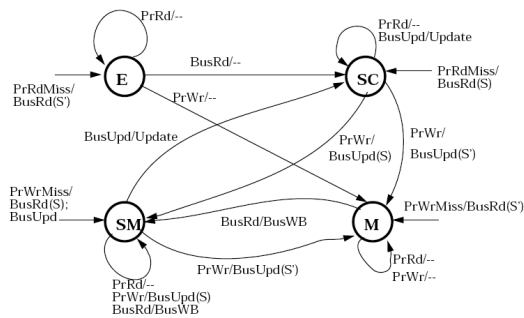 PrRd/--
PrRd/--
BusUpd/Update
BusRd/--
E
SC
PrRdMiss/
BusRd(S')
PrWr/--
PrRdMiss/
BusRd(S)
BusUpd/Update
PrWr/
BusUpd(S)
PrWr/
BusUpd(S')
PrWrMiss/
BusRd(S);
BusUpd
SM
BusRd/BusWB
M
PrWrMiss/BusRd(S')
PrWr/BusUpd(S')
PrRd/--
PrWr/--
PrRd/--
PrWr/BusUpd(S)
BusRd/BusWB